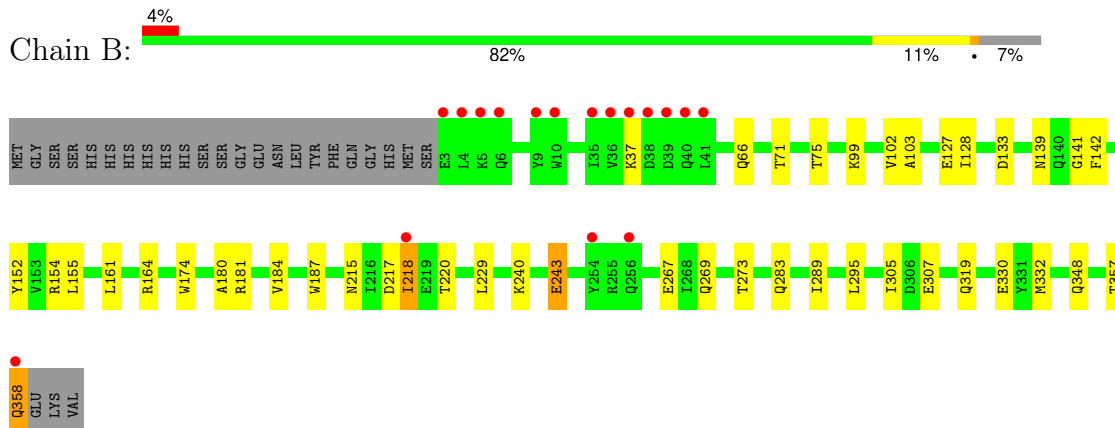 4%
Chain B:
82% 11% • 7%
MET GLY SER SER HIS HIS HIS HIS HIS HIS SER SER GLY GLU ASN LEU TYR PHE GLN GLY HIS MET SER E3 L4 K5 Q6 Y9 W10 I35 V36 K37 D38 D39 Q40 L41 Q66 T71 T75 K99 V102 A103 E127 I128 D133 N139 Q140 G141 F142
Y152 V153 R154 L155 L161 R164 W174 A180 R181 V184 W187 N215 I216 D217 I218 E219 T220 L229 K240 E243 Y254 R255 Q256 E267 I268 Q269 T273 Q283 I289 L295 I305 D306 E307 Q319 E330 Y331 M332 Q348 T357
Q358 GLU LYS VAL